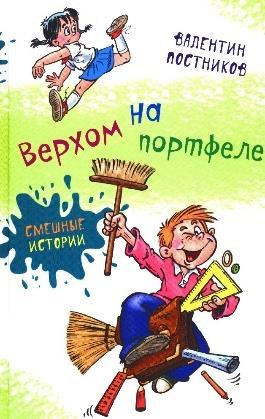 Валентин
Постников
Верхом на
портфеле
Смешные
истории